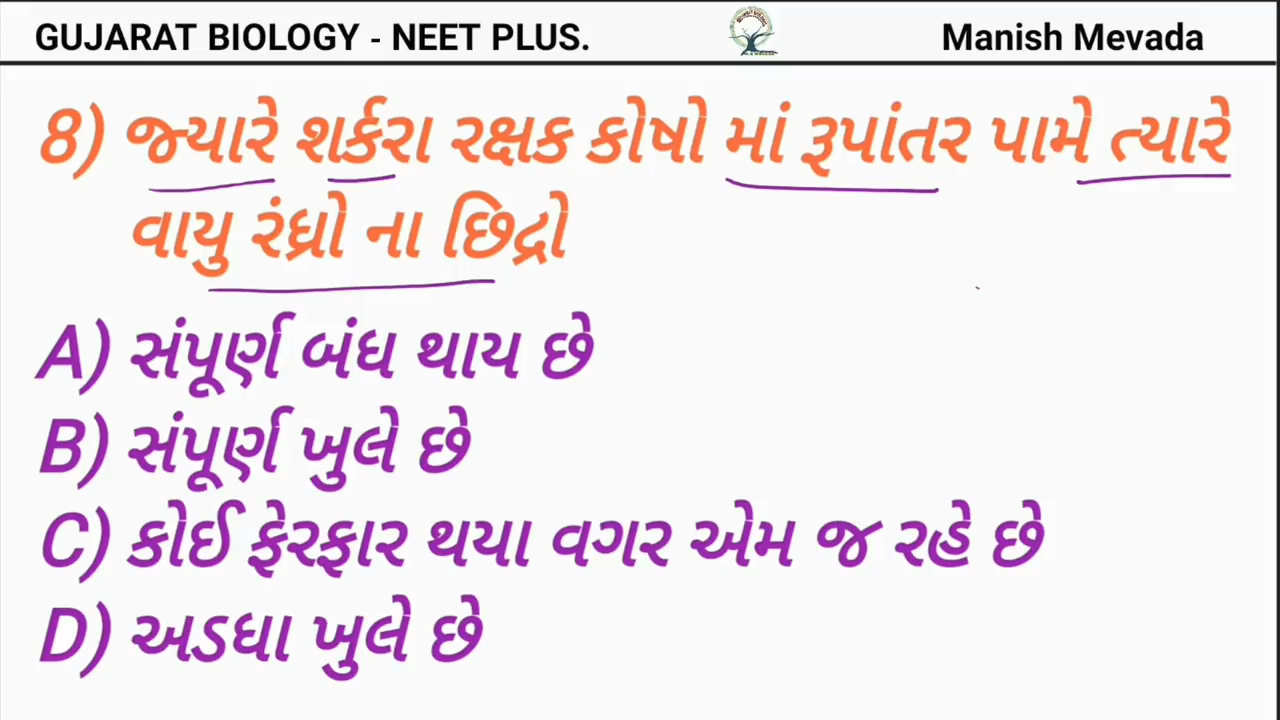 GUJARAT BIOLOGY - NEET PLUS. Manish Mevada
8) જ્યારે શર્કરા રક્ષક કોષો માં રૂપાંતર પામે ત્યારે
વાયુ રંધ્રો ના છિદ્રો
A) સંપૂર્ણ બંધ થાય છે
B) સંપૂર્ણ ખુલે છે
C) કોઈ ફેરફાર થયા વગર એમ જ રહે છે
D) અડધા ખુલે છે